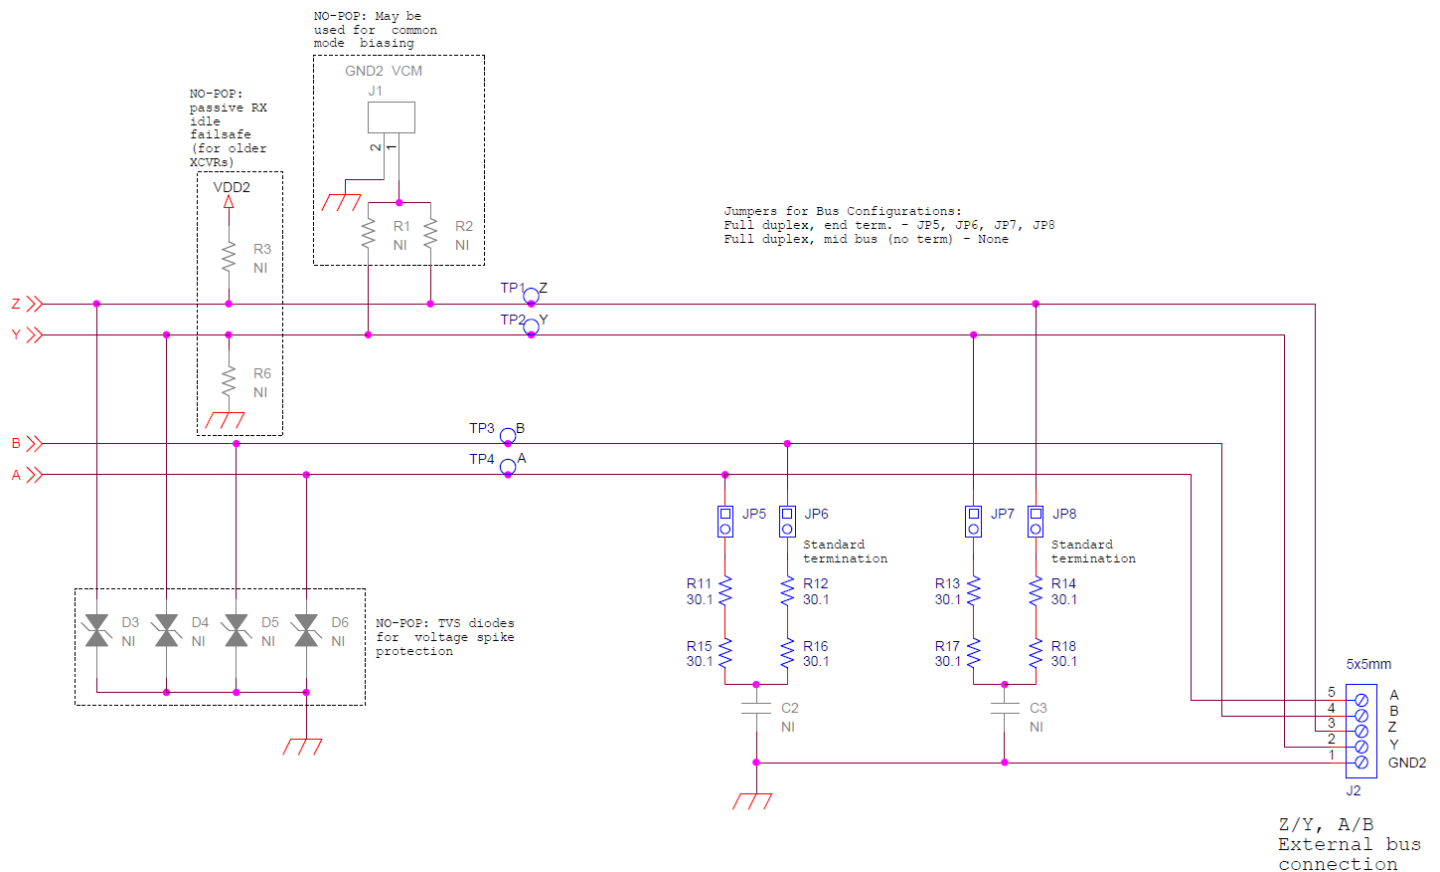 NO-POP: May be
used for common
mode biasing
GND2 VCM
J1
2
1
NO-POP:
passive RX
idle
failsafe
(for older
XCVRs)
VDD2
R3
NI
R1
NI
R2
NI
Jumpers for Bus Configurations:
Full duplex, end term. - JP5, JP6, JP7, JP8
Full duplex, mid bus (no term) - None
Z
TP1 Z
Y
TP2 Y
R6
NI
B
TP3 B
A
TP4 A
JP5
JP6
JP7
JP8
Standard
termination
Standard
termination
R11
30.1
R12
30.1
R13
30.1
R14
30.1
D3
NI
D4
NI
D5
NI
D6
NI
NO-POP: TVS diodes
for voltage spike
protection
R15
30.1
R16
30.1
R17
30.1
R18
30.1
C2
NI
C3
NI
5x5mm
5 A
4 B
3 Z
2 Y
1 GND2
J2
Z/Y, A/B
External bus
connection